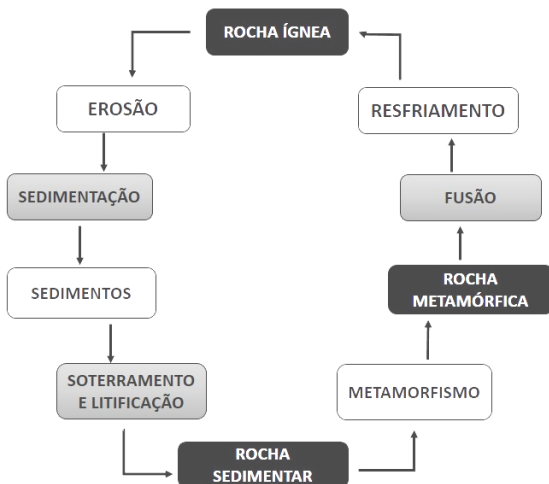 ROCHA ÍGNEA
EROSÃO
SEDIMENTAÇÃO
SEDIMENTOS
SOTERRAMENTO
E LITIFICAÇÃO
ROCHA
SEDIMENTAR
METAMORFISMO
ROCHA
METAMÓRFICA
FUSÃO
RESFRIAMENTO